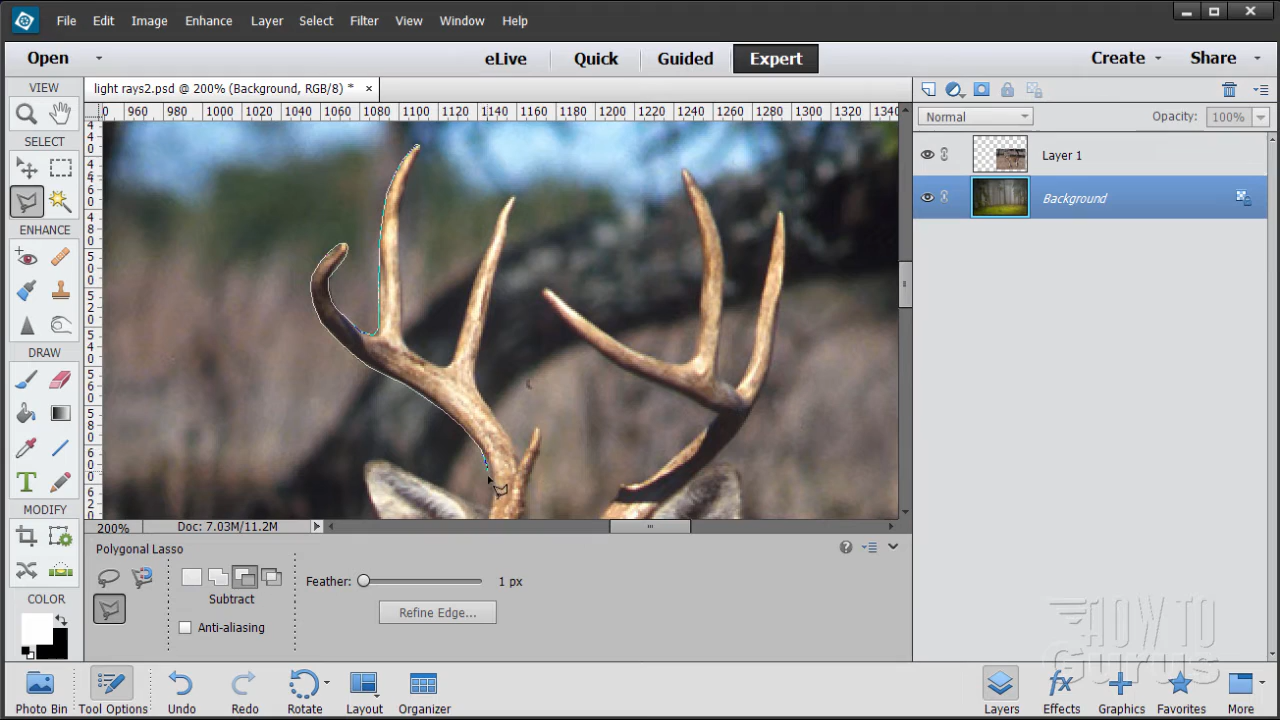 File Edit Image Enhance Layer Select Filter View Window Help
Open eLive Quick Guided Expert Create Share
VIEW
light rays2.psd @ 200% (Background, RGB/8) * ×
0 960 980 1000 1020 1040 1060 1080 1100 1120 1140 1160 1180 1200 1220 1240 1260 1280 1300 1320 1340
Normal Opacity: 100%
SELECT
Layer 1
Background
ENHANCE
DRAW
T
MODIFY
200% Doc: 7.03M/11.2M
Polygonal Lasso
Feather: 1 px
Subtract
Refine Edge...
Anti-aliasing
COLOR
HOW TO
Gurus
Photo Bin Tool Options Undo Redo Rotate Layout Organizer Layers Effects Graphics Favorites More